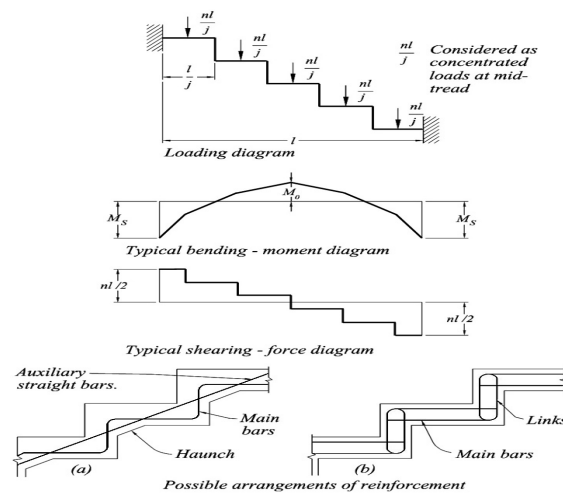 nl/j
nl/j
nl/j
nl/j
nl/j
l/j
l
nl/j Considered as
concentrated
loads at mid-
tread
Loading diagram
M_S
M_o
M_S
Typical bending - moment diagram
nl/2
nl/2
Typical shearing - force diagram
Auxiliary
straight bars.
Main
bars
Haunch
(a)
Links
Main bars
(b)
Possible arrangements of reinforcement